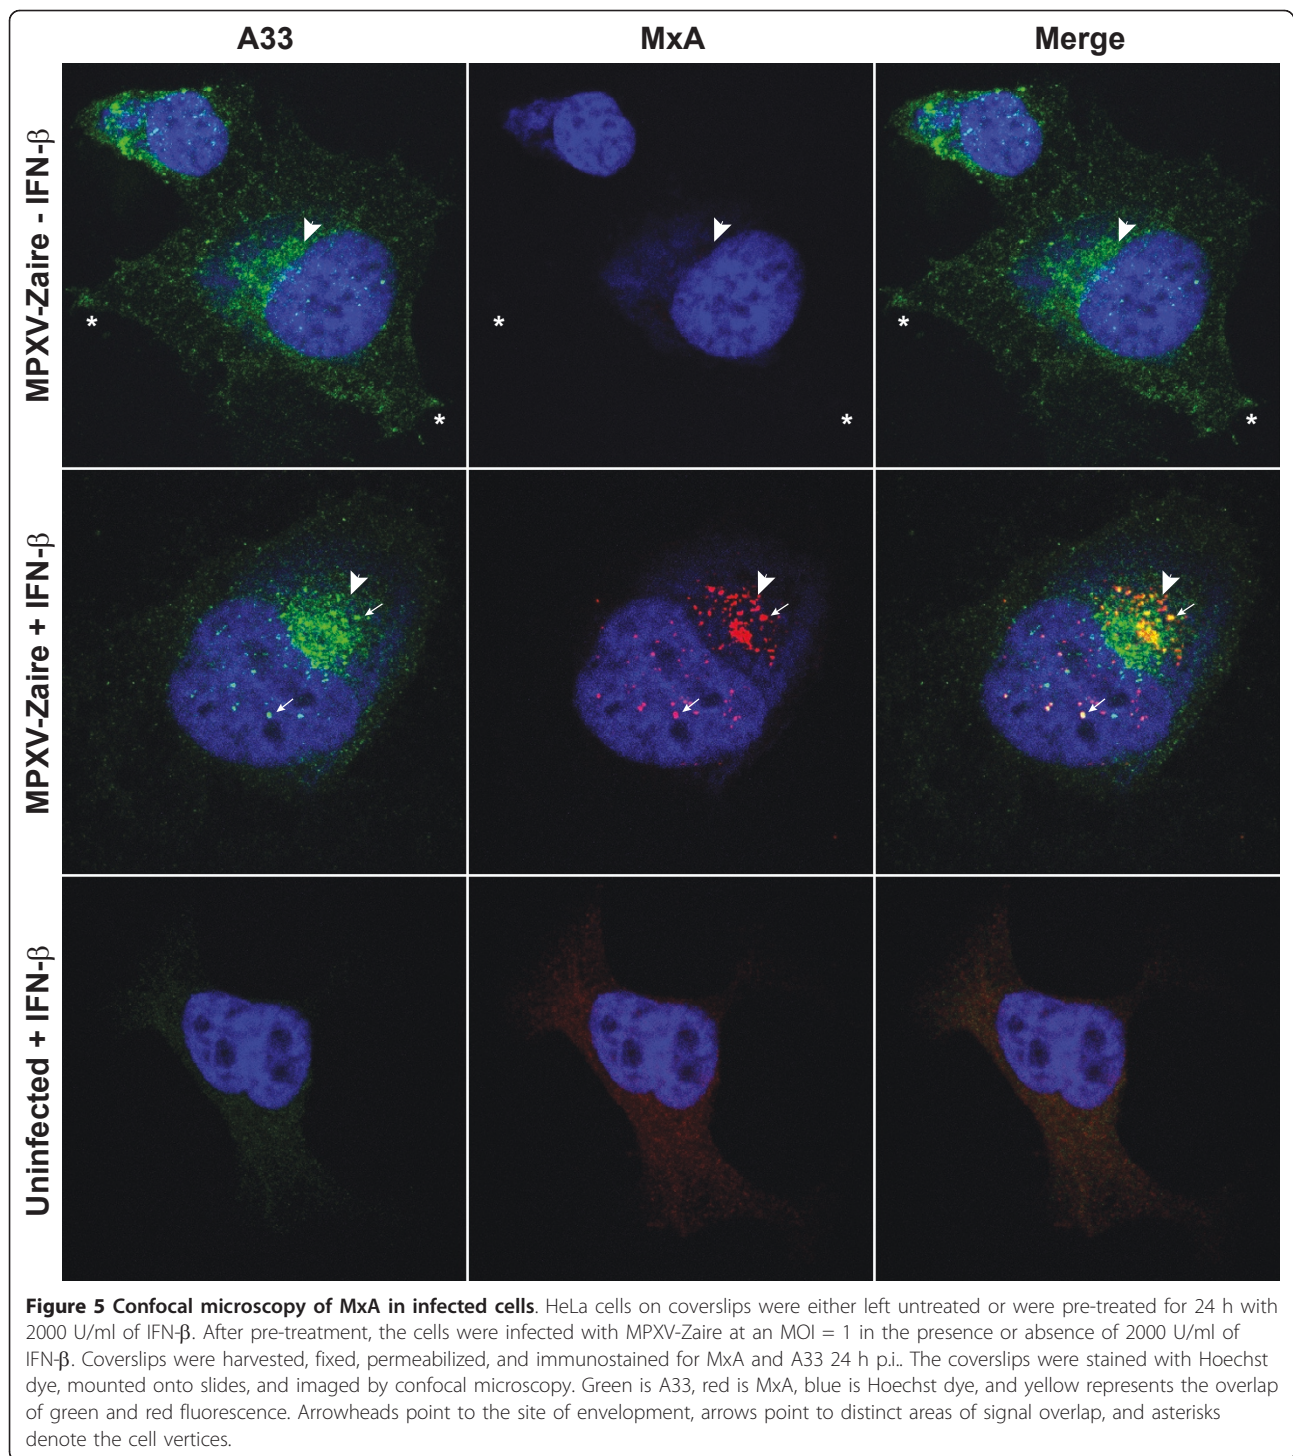 A33 MxA Merge
MPXV-Zaire - IFN-β
MPXV-Zaire + IFN-β
Uninfected + IFN-β
*
*
*
*
*
*
Figure 5 Confocal microscopy of MxA in infected cells. HeLa cells on coverslips were either left untreated or were pre-treated for 24 h with
2000 U/ml of IFN-β. After pre-treatment, the cells were infected with MPXV-Zaire at an MOI = 1 in the presence or absence of 2000 U/ml of
IFN-β. Coverslips were harvested, fixed, permeabilized, and immunostained for MxA and A33 24 h p.i.. The coverslips were stained with Hoechst
dye, mounted onto slides, and imaged by confocal microscopy. Green is A33, red is MxA, blue is Hoechst dye, and yellow represents the overlap
of green and red fluorescence. Arrowheads point to the site of envelopment, arrows point to distinct areas of signal overlap, and asterisks
denote the cell vertices.